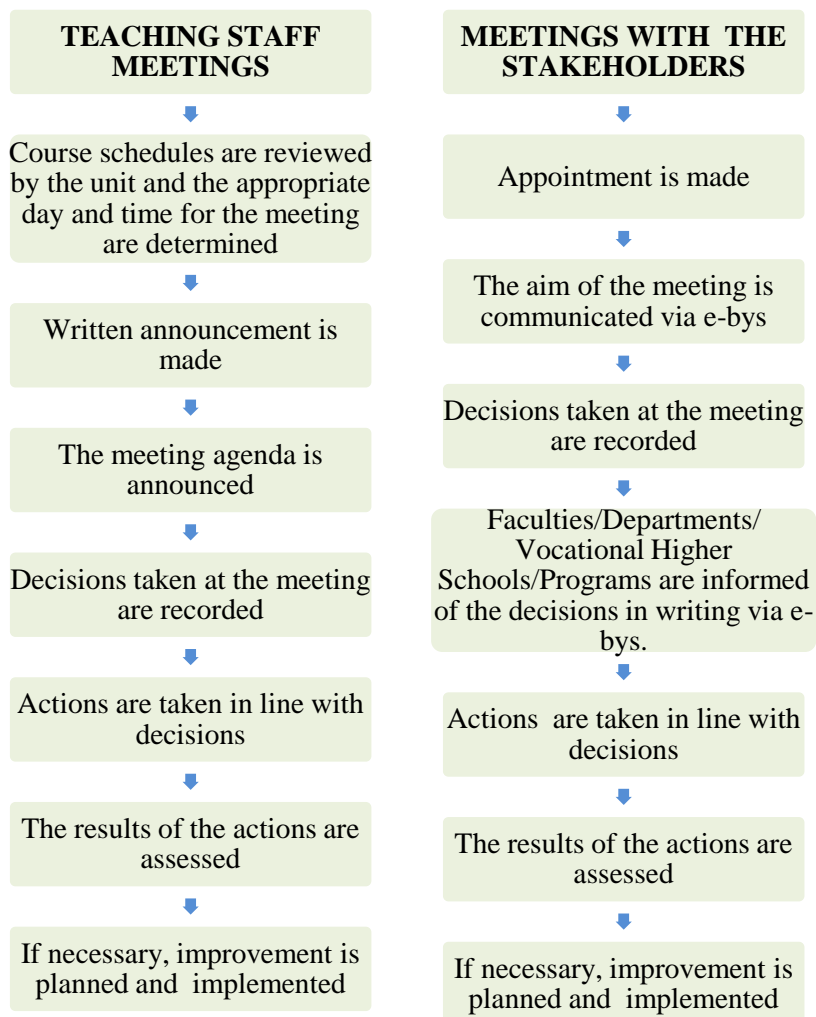 TEACHING STAFF
MEETINGS
Course schedules are reviewed
by the unit and the appropriate
day and time for the meeting
are determined
Written announcement is
made
The meeting agenda is
announced
Decisions taken at the meeting
are recorded
Actions are taken in line with
decisions
The results of the actions are
assessed
If necessary, improvement is
planned and implemented
MEETINGS WITH THE
STAKEHOLDERS
Appointment is made
The aim of the meeting is
communicated via e-bys
Decisions taken at the meeting
are recorded
Faculties/Departments/
Vocational Higher
Schools/Programs are informed
of the decisions in writing via e-
bys.
Actions are taken in line with
decisions
The results of the actions are
assessed
If necessary, improvement is
planned and implemented